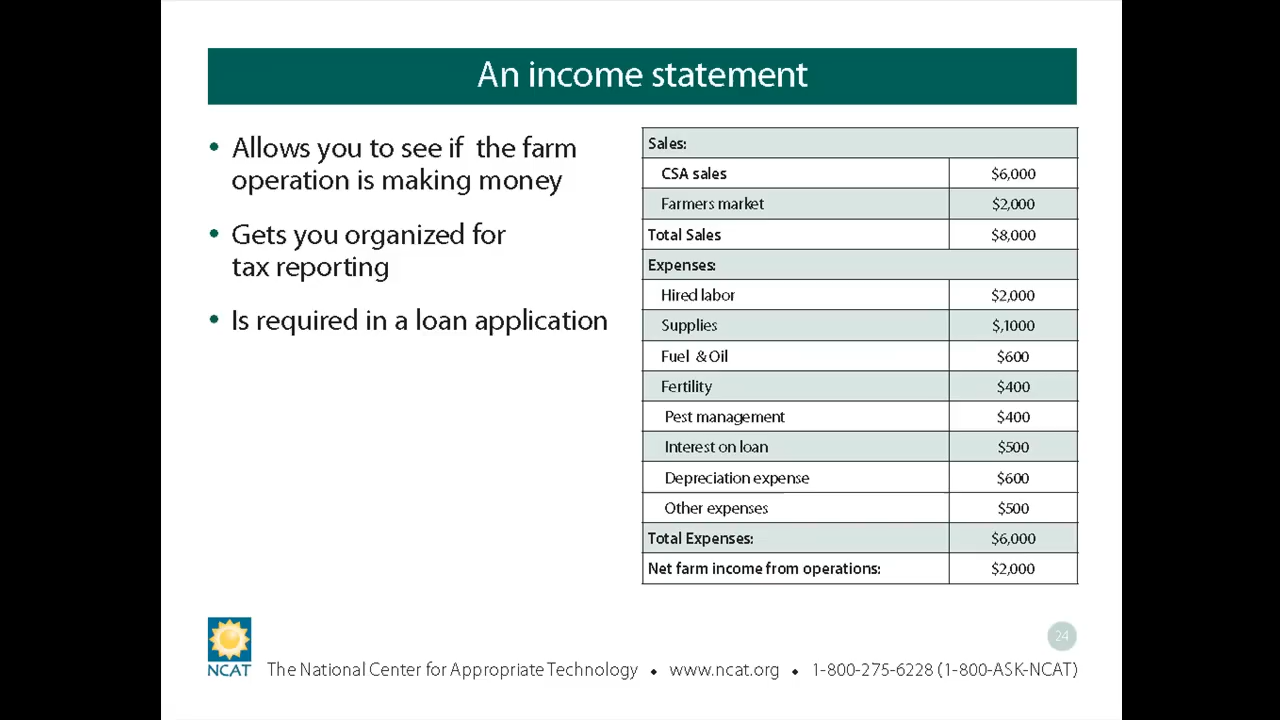 An income statement
• Allows you to see if the farm
operation is making money
• Gets you organized for
tax reporting
• Is required in a loan application
Sales:
CSA sales $6,000
Farmers market $2,000
Total Sales $8,000
Expenses:
Hired labor $2,000
Supplies $,1000
Fuel & Oil $600
Fertility $400
Pest management $400
Interest on loan $500
Depreciation expense $600
Other expenses $500
Total Expenses: $6,000
Net farm income from operations: $2,000
24
NCAT
The National Center for Appropriate Technology • www.ncat.org • 1-800-275-6228 (1-800-ASK-NCAT)